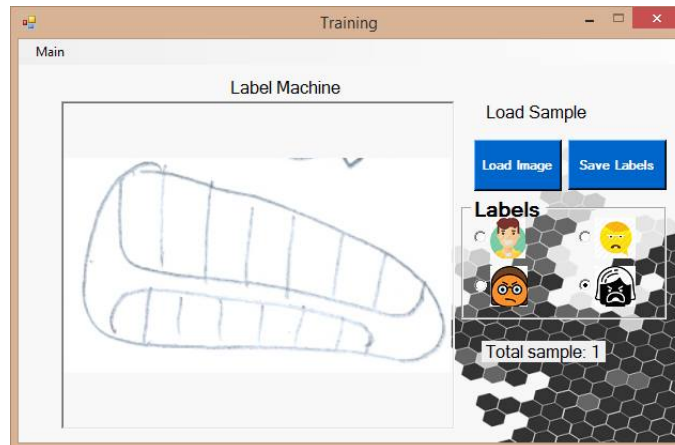 Training
Main
Label Machine
Load Sample
Load Image
Save Labels
Labels
Total sample: 1